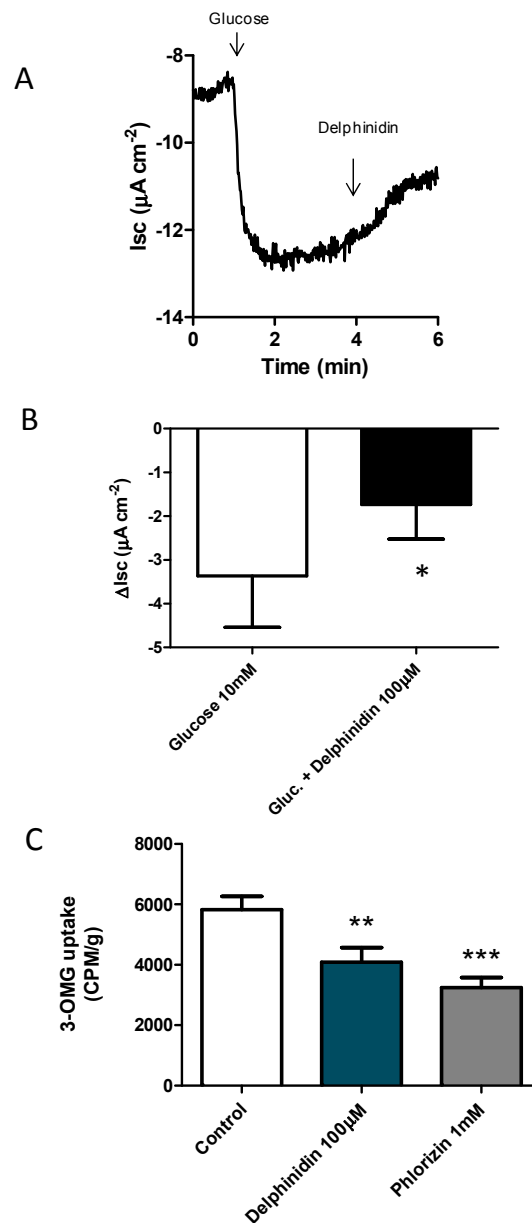 A
Glucose
Delphinidin
-8
-10
-12
-14
Isc (µA cm⁻²)
0 2 4 6
Time (min)
B
0
-1
-2
-3
-4
-5
ΔIsc (µA cm⁻²)
*
Glucose 10mM
Gluc. + Delphinidin 100µM
C
8000
6000
4000
2000
0
3-OMG uptake
(CPM/g)
**
***
Control
Delphinidin 100µM
Phlorizin 1mM